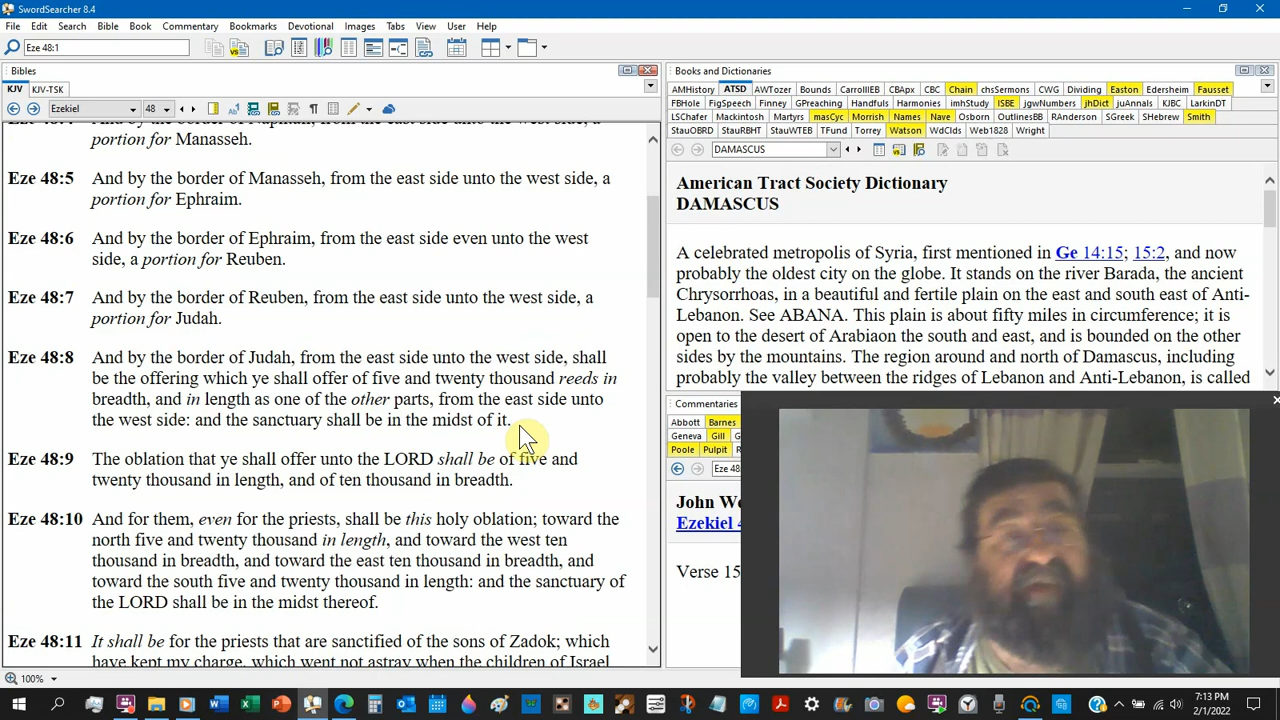 SwordSearcher 8.4
File Edit Search Bible Book Commentary Bookmarks Devotional Images Tabs View User Help
Eze 48:1
Bibles
KJV KJV-TSK
Ezekiel 48
portion for Manasseh.
Eze 48:5 And by the border of Manasseh, from the east side unto the west side, a
portion for Ephraim.
Eze 48:6 And by the border of Ephraim, from the east side even unto the west
side, a portion for Reuben.
Eze 48:7 And by the border of Reuben, from the east side unto the west side, a
portion for Judah.
Eze 48:8 And by the border of Judah, from the east side unto the west side, shall
be the offering which ye shall offer of five and twenty thousand reeds in
breadth, and in length as one of the other parts, from the east side unto
the west side: and the sanctuary shall be in the midst of it.
Eze 48:9 The oblation that ye shall offer unto the LORD shall be of five and
twenty thousand in length, and of ten thousand in breadth.
Eze 48:10 And for them, even for the priests, shall be this holy oblation; toward the
north five and twenty thousand in length, and toward the west ten
thousand in breadth, and toward the east ten thousand in breadth, and
toward the south five and twenty thousand in length: and the sanctuary of
the LORD shall be in the midst thereof.
Eze 48:11 It shall be for the priests that are sanctified of the sons of Zadok; which
have kept my charge, which went not astray when the children of Israel
100%
Books and Dictionaries
AMHistory ATSD AWTozer Bounds CarrollIEB CBApx CBC Chain chsSermons CWG Dividing Easton Edersheim Fausset
FBHole FigSpeech Finney GPreaching Handfuls Harmonies imhStudy ISBE jgwNumbers jhDict juAnnals KJBC LarkinDT
LSChafer Mackintosh Martyrs masCyc Morrish Names Nave Osborn OutlinesBB RAnderson SGreek SHebrew Smith
StauOBRD StauRBHT StauWTEB TFund Torrey Watson WdClds Web1828 Wright
DAMASCUS
American Tract Society Dictionary
DAMASCUS
A celebrated metropolis of Syria, first mentioned in Ge 14:15; 15:2, and now
probably the oldest city on the globe. It stands on the river Barada, the ancient
Chrysorrhoas, in a beautiful and fertile plain on the east and south east of Anti-
Lebanon. See ABANA. This plain is about fifty miles in circumference; it is
open to the desert of Arabiaon the south and east, and is bounded on the other
sides by the mountains. The region around and north of Damascus, including
probably the valley between the ridges of Lebanon and Anti-Lebanon, is called
Commentaries
Abbott Barnes
Geneva Gill
Poole Pulpit
Eze 48
John
Ezekiel
Verse 15
7:13 PM
2/1/2022